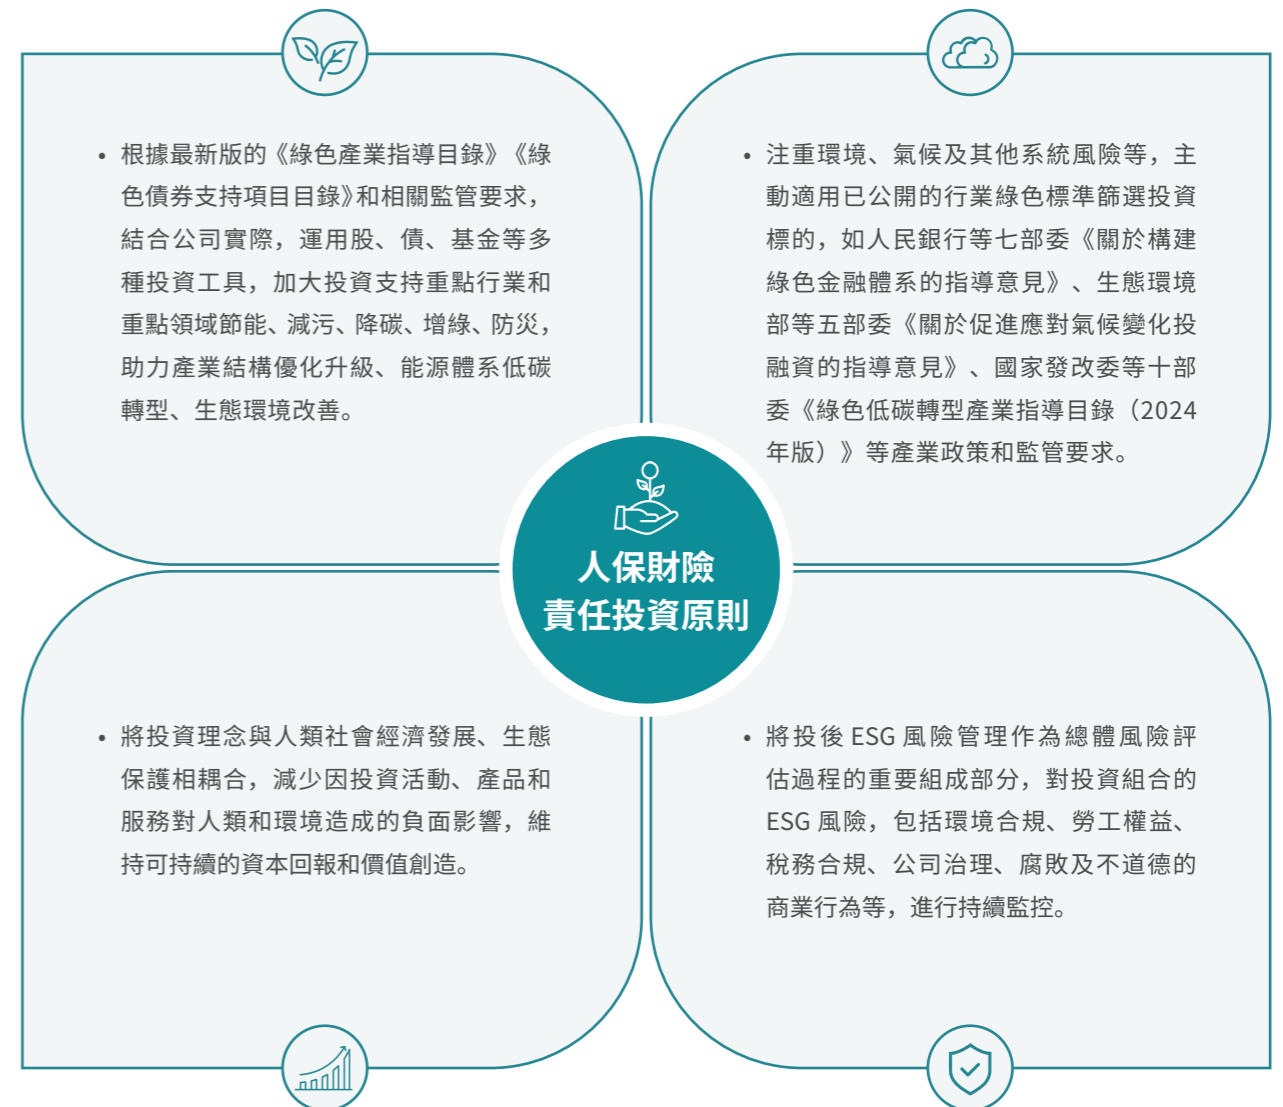 • 根據最新版的《綠色產業指導目錄》《綠
色債券支持項目目錄》和相關監管要求，
結合公司實際，運用股、債、基金等多
種投資工具，加大投資支持重點行業和
重點領域節能、減污、降碳、增綠、防災，
助力產業結構優化升級、能源體系低碳
轉型、生態環境改善。
• 注重環境、氣候及其他系統風險等，主
動適用已公開的行業綠色標準篩選投資
標的，如人民銀行等七部委《關於構建
綠色金融體系的指導意見》、生態環境
部等五部委《關於促進應對氣候變化投
融資的指導意見》、國家發改委等十部
委《綠色低碳轉型產業指導目錄（2024
年版）》等產業政策和監管要求。
人保財險
責任投資原則
• 將投資理念與人類社會經濟發展、生態
保護相耦合，減少因投資活動、產品和
服務對人類和環境造成的負面影響，維
持可持續的資本回報和價值創造。
• 將投後 ESG 風險管理作為總體風險評
估過程的重要組成部分，對投資組合的
ESG 風險，包括環境合規、勞工權益、
稅務合規、公司治理、腐敗及不道德的
商業行為等，進行持續監控。